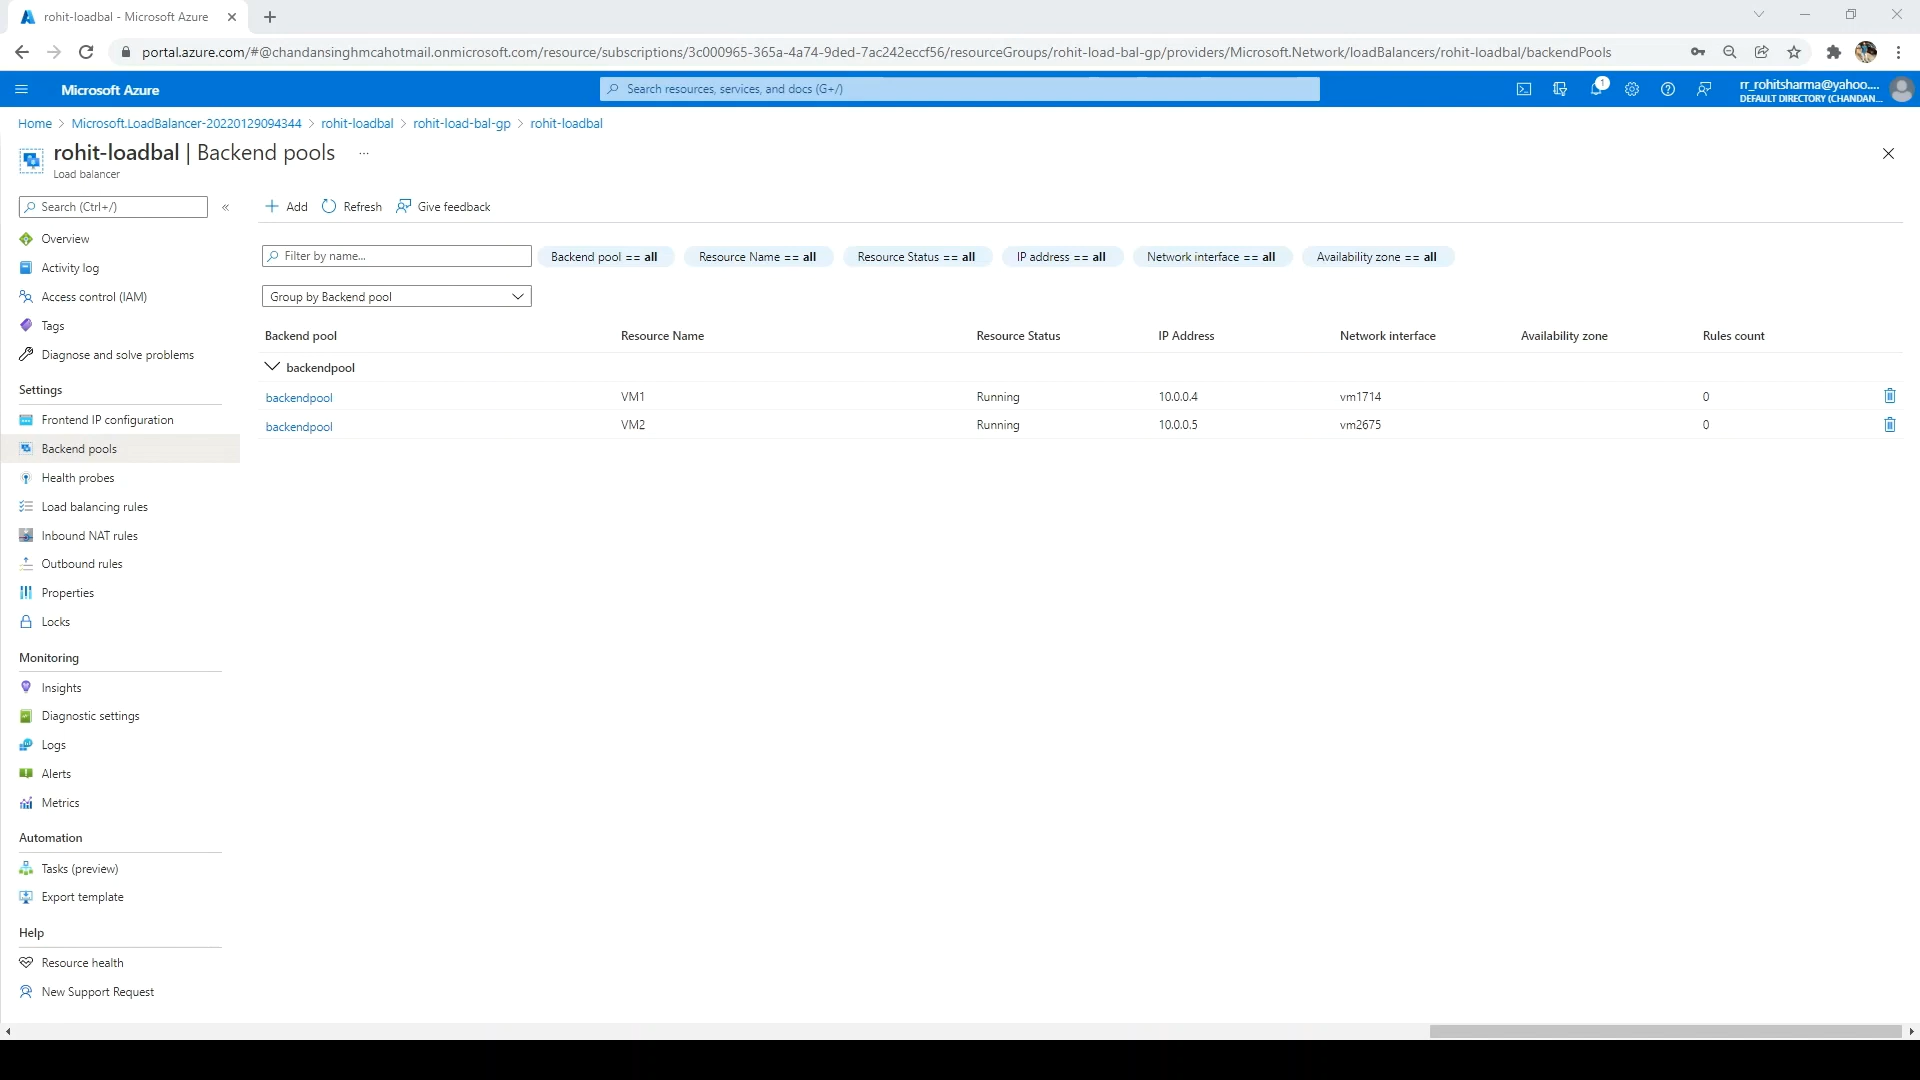 rohit-loadbal - Microsoft Azure
portal.azure.com/#@chandansinghmcahotmail.onmicrosoft.com/resource/subscriptions/3c000965-365a-4a74-9ded-7ac242eccf56/resourceGroups/rohit-load-bal-gp/providers/Microsoft.Network/loadBalancers/rohit-loadbal/backendPools
Microsoft Azure
Search resources, services, and docs (G+/)
1
rr_rohitsharma@yahoo....
DEFAULT DIRECTORY (CHANDAN...
Home > Microsoft.LoadBalancer-20220129094344 > rohit-loadbal > rohit-load-bal-gp > rohit-loadbal
rohit-loadbal | Backend pools ...
Load balancer
Search (Ctrl+/)
«
Add Refresh Give feedback
Overview
Activity log
Access control (IAM)
Tags
Diagnose and solve problems
Settings
Frontend IP configuration
Backend pools
Health probes
Load balancing rules
Inbound NAT rules
Outbound rules
Properties
Locks
Monitoring
Insights
Diagnostic settings
Logs
Alerts
Metrics
Automation
Tasks (preview)
Export template
Help
Resource health
New Support Request
Filter by name...
Backend pool == all
Resource Name == all
Resource Status == all
IP address == all
Network interface == all
Availability zone == all
Group by Backend pool
Backend pool Resource Name Resource Status IP Address Network interface Availability zone Rules count
backendpool
backendpool VM1 Running 10.0.0.4 vm1714 0
backendpool VM2 Running 10.0.0.5 vm2675 0